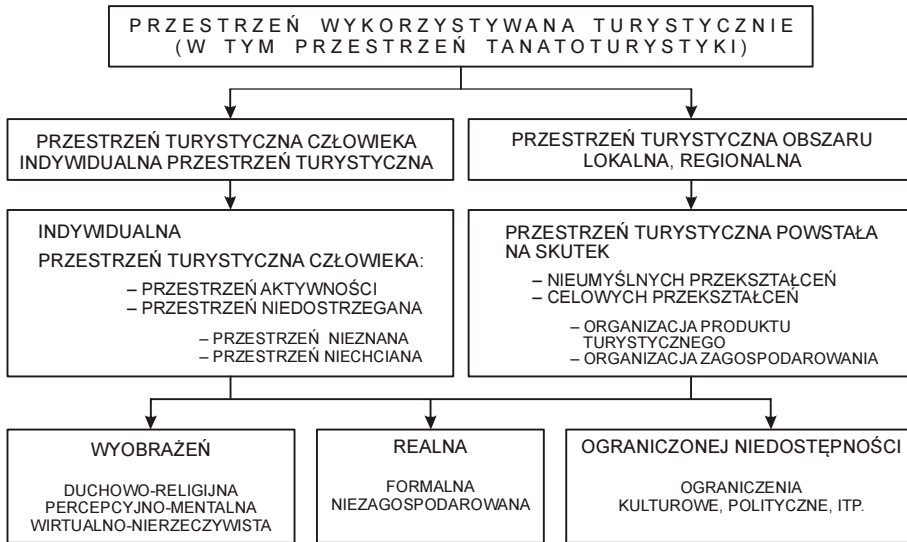 PRZESTRZEŃ WYKORZYSTYWANA TURYSTYCZNIE
(W TYM PRZESTRZEŃ TANATOTURYSTYKI)
PRZESTRZEŃ TURYSTYCZNA CZŁOWIEKA
INDYWIDUALNA PRZESTRZEŃ TURYSTYCZNA
PRZESTRZEŃ TURYSTYCZNA OBSZARU
LOKALNA, REGIONALNA
INDYWIDUALNA
PRZESTRZEŃ TURYSTYCZNA CZŁOWIEKA:
– PRZESTRZEŃ AKTYWNOŚCI
– PRZESTRZEŃ NIEDOSTRZEGANA
– PRZESTRZEŃ NIEZNANA
– PRZESTRZEŃ NIECHCIANA
PRZESTRZEŃ TURYSTYCZNA POWSTAŁA
NA SKUTEK
– NIEUMYŚLNYCH PRZEKSZTAŁCEŃ
– CELOWYCH PRZEKSZTAŁCEŃ
– ORGANIZACJA PRODUKTU
TURYSTYCZNEGO
– ORGANIZACJA ZAGOSPODAROWANIA
WYOBRAŻEŃ
DUCHOWO-RELIGIJNA
PERCEPCYJNO-MENTALNA
WIRTUALNO-NIERZECZYWISTA
REALNA
FORMALNA
NIEZAGOSPODAROWANA
OGRANICZONEJ NIEDOSTĘPNOŚCI
OGRANICZENIA
KULTUROWE, POLITYCZNE, ITP.